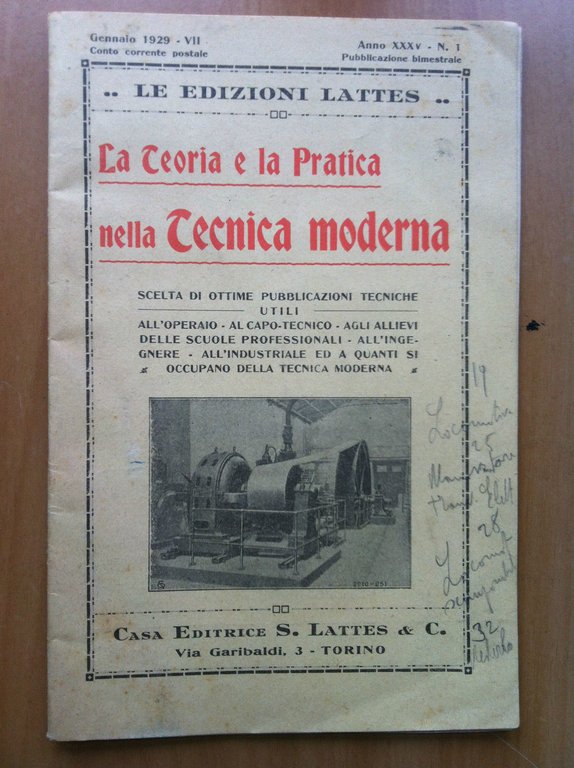 Gennaio 1929 - VII
Conto corrente postale
Anno XXXV - N. 1
Pubblicazione bimestrale
.. LE EDIZIONI LATTES ..
La Teoria e la Pratica
nella Tecnica moderna
SCELTA DI OTTIME PUBBLICAZIONI TECNICHE
UTILI
ALL'OPERAIO - AL CAPO-TECNICO - AGLI ALLIEVI
DELLE SCUOLE PROFESSIONALI - ALL'INGE-
GNERE - ALL'INDUSTRIALE ED A QUANTI SI
OCCUPANO DELLA TECNICA MODERNA
19
Locomotive
25
28
32
CASA EDITRICE S. LATTES & C.
Via Garibaldi, 3 - TORINO